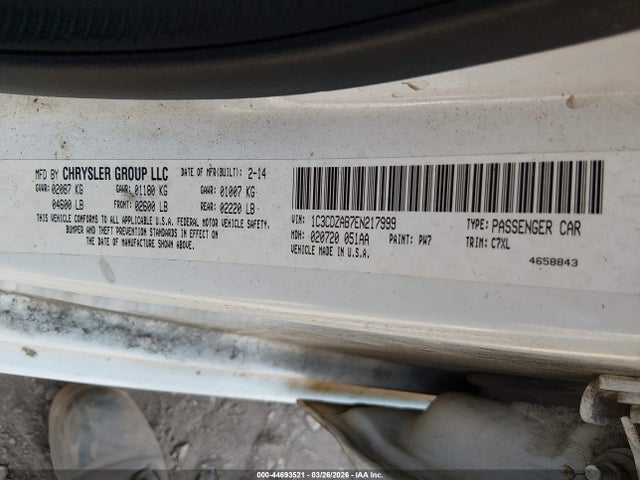 MFD BY CHRYSLER GROUP LLC DATE OF MFR(BUILT): 2-14
GVWR: 02087 KG GAWR: 01180 KG GAWR: 01007 KG
04600 LB FRONT: 02600 LB REAR: 02220 LB
THIS VEHICLE CONFORMS TO ALL APPLICABLE U.S.A. FEDERAL MOTOR VEHICLE SAFETY,
BUMPER AND THEFT PREVENTION STANDARDS IN EFFECT ON
THE DATE OF MANUFACTURE SHOWN ABOVE.
VIN: 1C3CDZAB7EN217999 TYPE: PASSENGER CAR
MDH: 020720 051AA PAINT: PW7 TRIM: C7XL
VEHICLE MADE IN U.S.A.
4658843
000-44693521 - 03/26/2026 - IAA Inc.